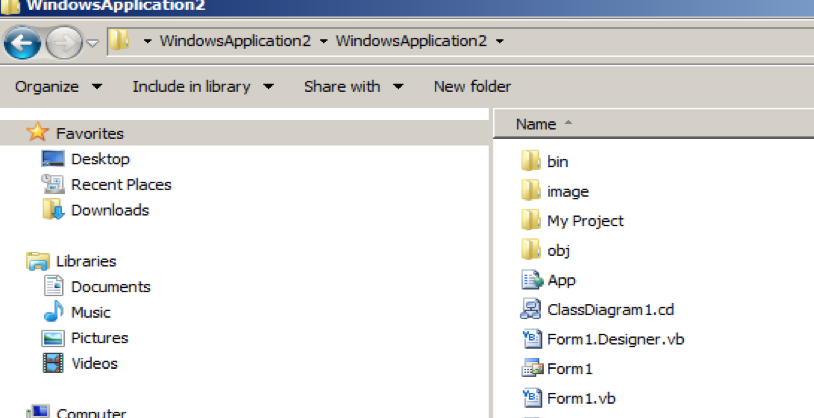 WindowsApplication2
WindowsApplication2 WindowsApplication2
Organize Include in library Share with New folder
Favorites
Desktop
Recent Places
Downloads
Libraries
Documents
Music
Pictures
Videos
Computer
Name
bin
image
My Project
obj
App
ClassDiagram1.cd
Form1.Designer.vb
Form1
Form1.vb